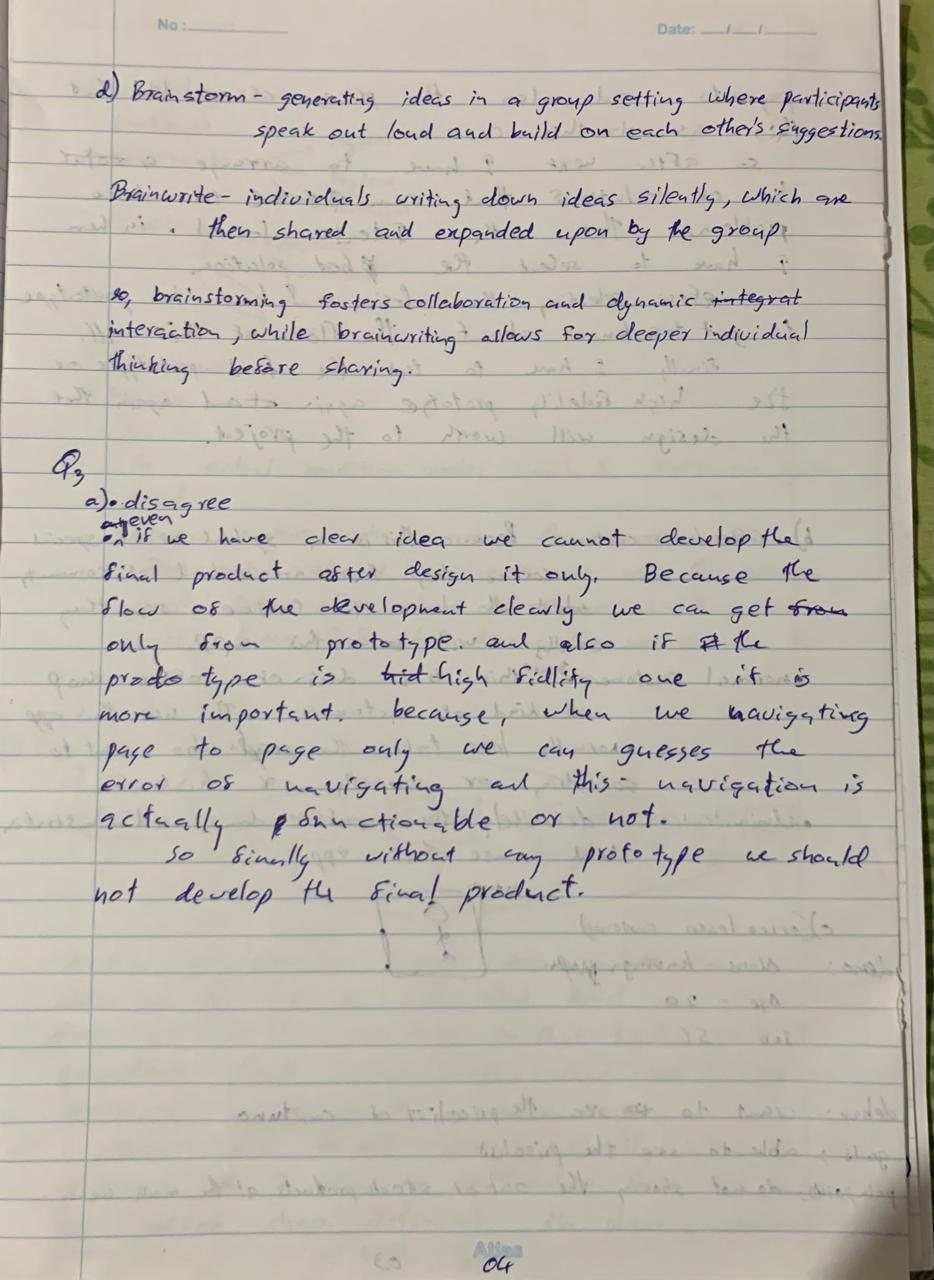 No: Date: / /
d) Brainstorm - generating ideas in a group setting where participants
speak out loud and build on each other's suggestions.
Brainwrite - individuals writing down ideas silently, which are
then shared and expanded upon by the group.
so, brainstorming fosters collaboration and dynamic integrat
interaction, while brainwriting allows for deeper individual
thinking before sharing.
Q3
a) disagree
even
if we have clear idea we cannot develop the
final product after design it only. Because the
flow of the development clearly we can get from
only from prototype. and also if the
prodo type is hid high fidlity one it is
more important. because, when we navigating
page to page only we can guesses the
error of navigating and this navigation is
actually functionable or not.
So finally without any prototype we should
not develop the final product.
Atlas
04